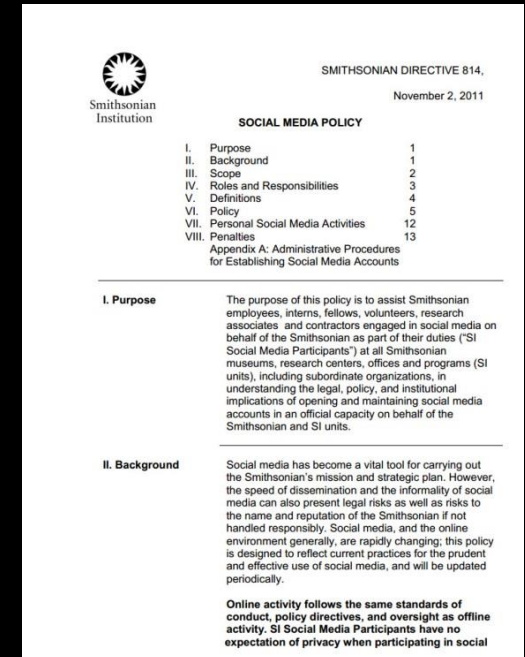 SMITHSONIAN DIRECTIVE 814,
November 2, 2011
Smithsonian
Institution
SOCIAL MEDIA POLICY
I. Purpose 1
II. Background 1
III. Scope 2
IV. Roles and Responsibilities 3
V. Definitions 4
VI. Policy 5
VII. Personal Social Media Activities 12
VIII. Penalties 13
Appendix A: Administrative Procedures
for Establishing Social Media Accounts
I. Purpose
The purpose of this policy is to assist Smithsonian
employees, interns, fellows, volunteers, research
associates and contractors engaged in social media on
behalf of the Smithsonian as part of their duties (“SI
Social Media Participants”) at all Smithsonian
museums, research centers, offices and programs (SI
units), including subordinate organizations, in
understanding the legal, policy, and institutional
implications of opening and maintaining social media
accounts in an official capacity on behalf of the
Smithsonian and SI units.
II. Background
Social media has become a vital tool for carrying out
the Smithsonian’s mission and strategic plan. However,
the speed of dissemination and the informality of social
media can also present legal risks as well as risks to
the name and reputation of the Smithsonian if not
handled responsibly. Social media, and the online
environment generally, are rapidly changing; this policy
is designed to reflect current practices for the prudent
and effective use of social media, and will be updated
periodically.
Online activity follows the same standards of
conduct, policy directives, and oversight as offline
activity. SI Social Media Participants have no
expectation of privacy when participating in social